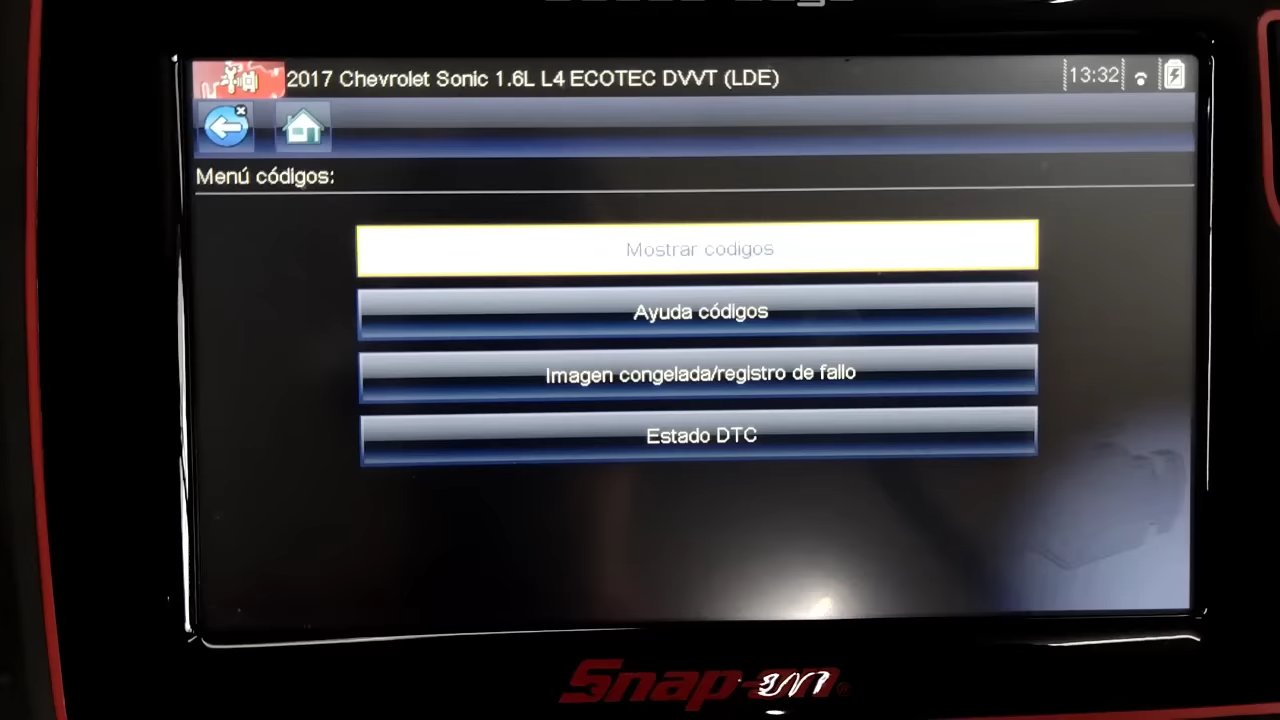 2017 Chevrolet Sonic 1.6L L4 ECOTEC DVVT (LDE) 13:32
Menú códigos:
Mostrar codigos
Ayuda códigos
Imagen congelada/registro de fallo
Estado DTC
Snap-on®